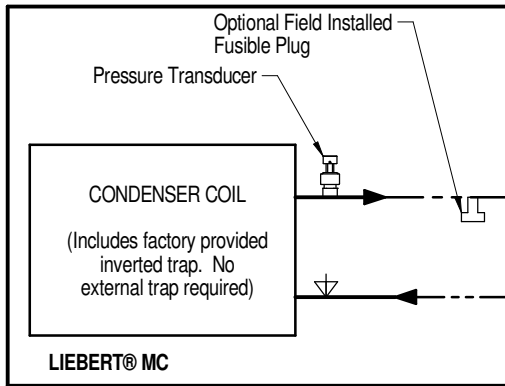 Optional Field Installed
Fusible Plug
Pressure Transducer
CONDENSER COIL
(Includes factory provided
inverted trap. No
external trap required)
LIEBERT® MC